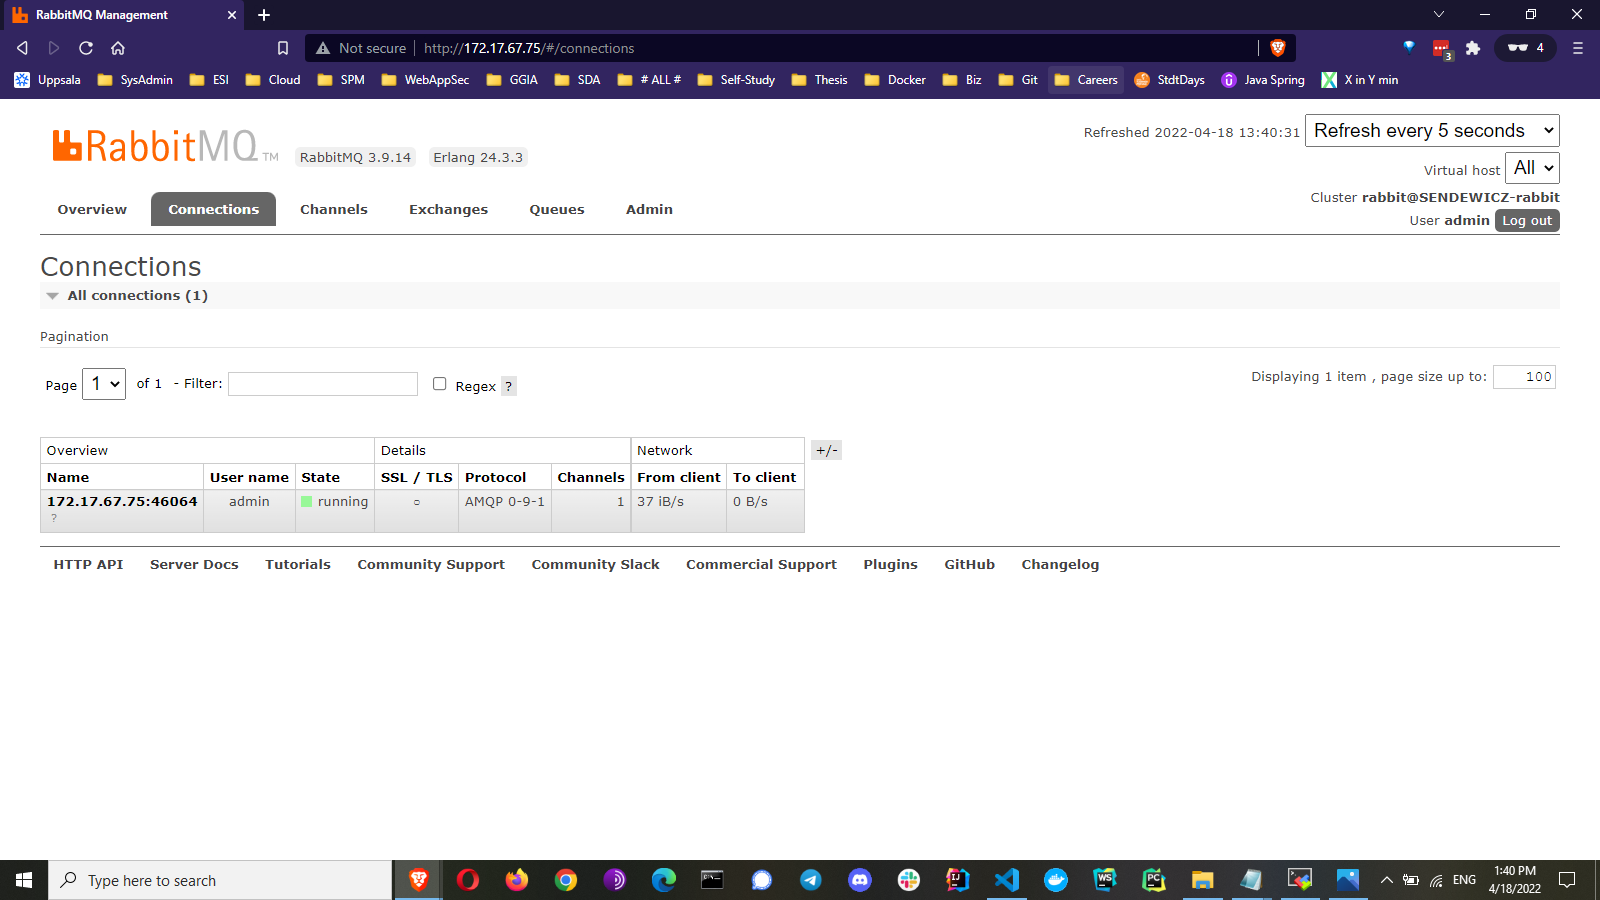 RabbitMQ Management
Not secure
http://172.17.67.75/#/connections
3
4
Uppsala SysAdmin ESI Cloud SPM WebAppSec GGIA SDA # ALL # Self-Study Thesis Docker Biz Git Careers StdtDays Java Spring X in Y min
RabbitMQ TM RabbitMQ 3.9.14 Erlang 24.3.3
Refreshed 2022-04-18 13:40:31 Refresh every 5 seconds
Virtual host All
Cluster rabbit@SENDEWICZ-rabbit
User admin Log out
Overview Connections Channels Exchanges Queues Admin
Connections
All connections (1)
Pagination
Page 1 of 1 - Filter: Regex ? Displaying 1 item , page size up to: 100
Overview Details Network +/-
Name User name State SSL / TLS Protocol Channels From client To client
172.17.67.75:46064 admin running ○ AMQP 0-9-1 1 37 iB/s 0 B/s
?
HTTP API Server Docs Tutorials Community Support Community Slack Commercial Support Plugins GitHub Changelog
Type here to search
IJ
WS
PC
ENG
1:40 PM
4/18/2022